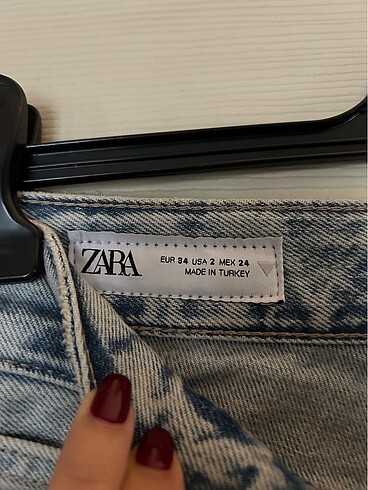 ZARA
EUR 34 USA 2 MEX 24
MADE IN TURKEY